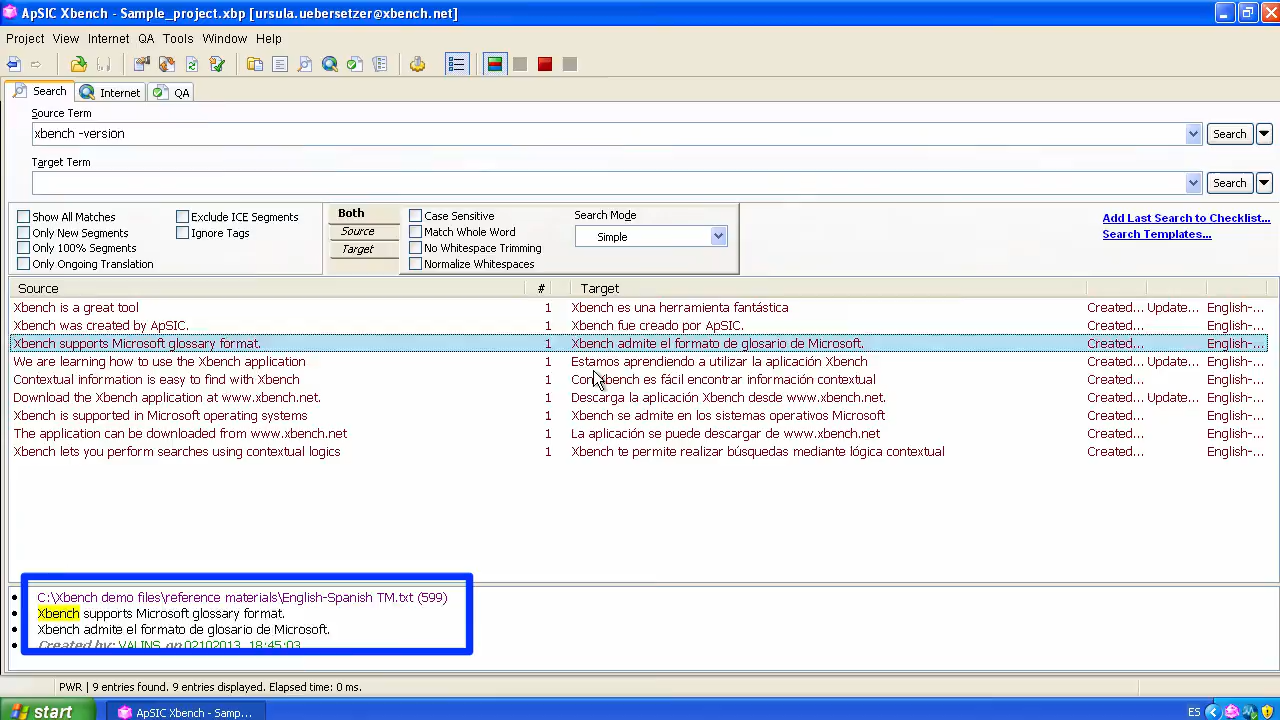 ApSIC Xbench - Sample_project.xbp [ursula.uebersetzer@xbench.net]
Project View Internet QA Tools Window Help
Search Internet QA
Source Term
xbench -version Search
Target Term
Search
Show All Matches
Only New Segments
Only 100% Segments
Only Ongoing Translation
Exclude ICE Segments
Ignore Tags
Both
Source
Target
Case Sensitive
Match Whole Word
No Whitespace Trimming
Normalize Whitespaces
Search Mode
Simple
Add Last Search to Checklist...
Search Templates...
Source # Target
Xbench is a great tool 1 Xbench es una herramienta fantástica Created... Update... English-...
Xbench was created by ApSIC. 1 Xbench fue creado por ApSIC. Created... English-...
Xbench supports Microsoft glossary format. 1 Xbench admite el formato de glosario de Microsoft. Created... English-...
We are learning how to use the Xbench application 1 Estamos aprendiendo a utilizar la aplicación Xbench Created... Update... English-...
Contextual information is easy to find with Xbench 1 Con Xbench es fácil encontrar información contextual Created... English-...
Download the Xbench application at www.xbench.net. 1 Descarga la aplicación Xbench desde www.xbench.net. Created... Update... English-...
Xbench is supported in Microsoft operating systems 1 Xbench se admite en los sistemas operativos Microsoft Created... English-...
The application can be downloaded from www.xbench.net 1 La aplicación se puede descargar de www.xbench.net Created... English-...
Xbench lets you perform searches using contextual logics 1 Xbench te permite realizar búsquedas mediante lógica contextual Created... English-...
C:\Xbench demo files\reference materials\English-Spanish TM.txt (599)
Xbench supports Microsoft glossary format.
Xbench admite el formato de glosario de Microsoft.
Created by: VALINS on 02102013 18:45:03
PWR | 9 entries found. 9 entries displayed. Elapsed time: 0 ms.
start ApSIC Xbench - Samp... ES